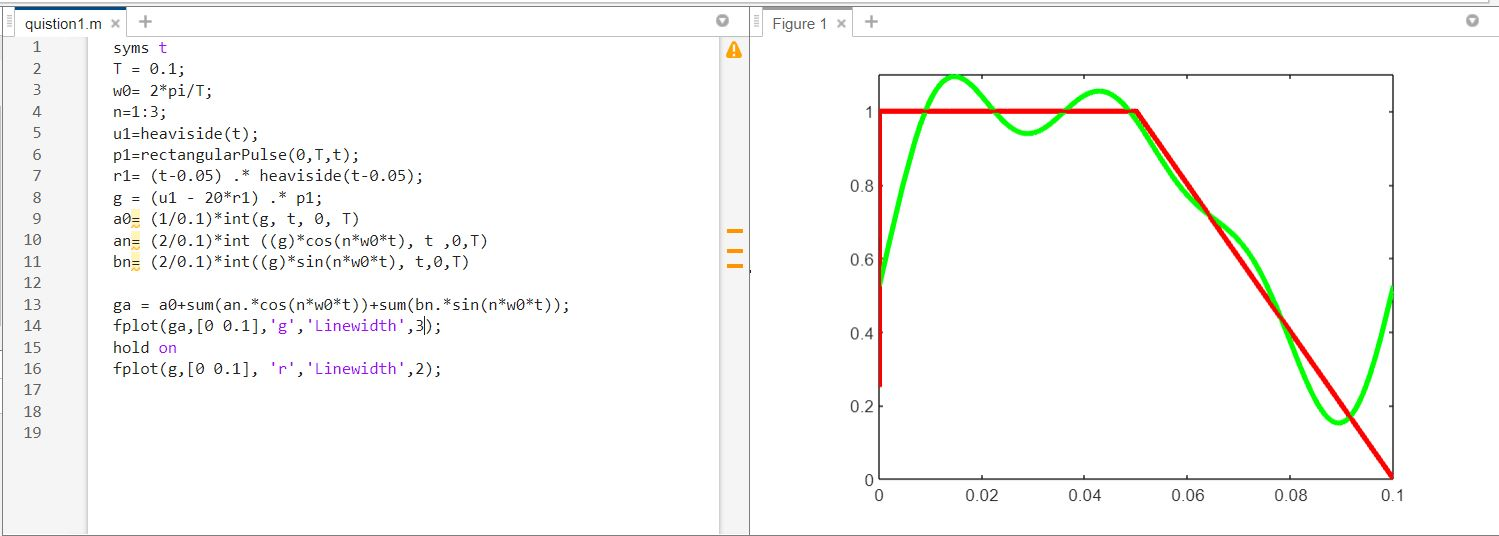 quistion1.m × +
1 syms t
2 T = 0.1;
3 w0= 2*pi/T;
4 n=1:3;
5 u1=heaviside(t);
6 p1=rectangularPulse(0,T,t);
7 r1= (t-0.05) .* heaviside(t-0.05);
8 g = (u1 - 20*r1) .* p1;
9 a0= (1/0.1)*int(g, t, 0, T)
10 an= (2/0.1)*int ((g)*cos(n*w0*t), t ,0,T)
11 bn= (2/0.1)*int((g)*sin(n*w0*t), t,0,T)
12
13 ga = a0+sum(an.*cos(n*w0*t))+sum(bn.*sin(n*w0*t));
14 fplot(ga,[0 0.1],'g','Linewidth',3);
15 hold on
16 fplot(g,[0 0.1], 'r','Linewidth',2);
17
18
19
Figure 1 × +
1
0.8
0.6
0.4
0.2
0
0 0.02 0.04 0.06 0.08 0.1